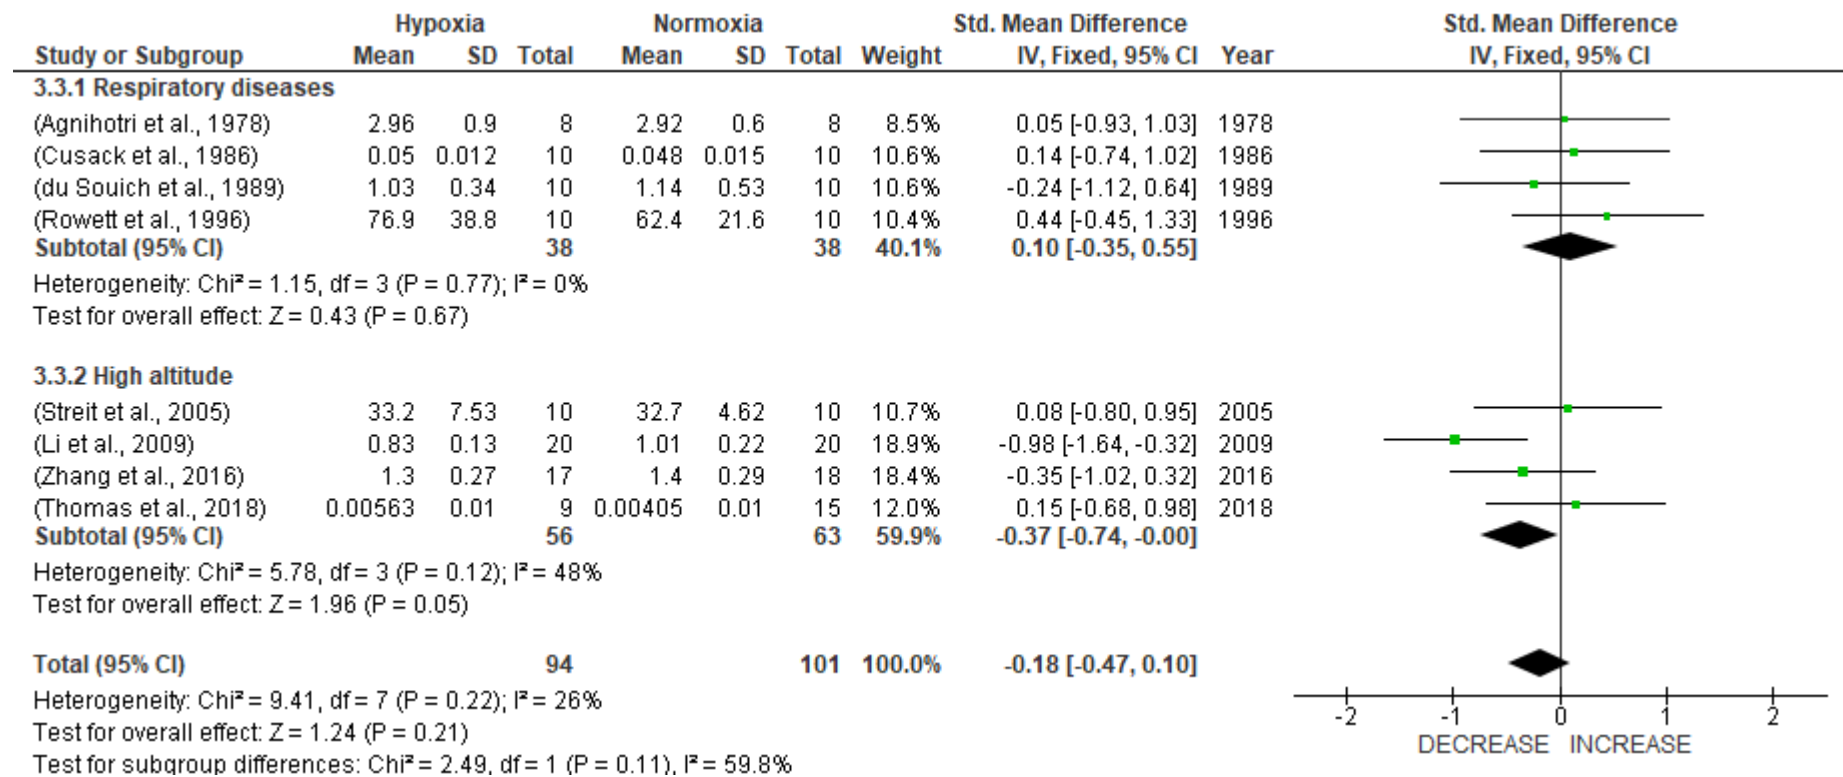 Hypoxia Normoxia Std. Mean Difference Std. Mean Difference
Study or Subgroup Mean SD Total Mean SD Total Weight IV, Fixed, 95% CI Year IV, Fixed, 95% CI
3.3.1 Respiratory diseases
(Agnihotri et al., 1978) 2.96 0.9 8 2.92 0.6 8 8.5% 0.05 [-0.93, 1.03] 1978
(Cusack et al., 1986) 0.05 0.012 10 0.048 0.015 10 10.6% 0.14 [-0.74, 1.02] 1986
(du Souich et al., 1989) 1.03 0.34 10 1.14 0.53 10 10.6% -0.24 [-1.12, 0.64] 1989
(Rowett et al., 1996) 76.9 38.8 10 62.4 21.6 10 10.4% 0.44 [-0.45, 1.33] 1996
Subtotal (95% CI) 38 38 40.1% 0.10 [-0.35, 0.55]
Heterogeneity: Chi² = 1.15, df = 3 (P = 0.77); I² = 0%
Test for overall effect: Z = 0.43 (P = 0.67)
3.3.2 High altitude
(Streit et al., 2005) 33.2 7.53 10 32.7 4.62 10 10.7% 0.08 [-0.80, 0.95] 2005
(Li et al., 2009) 0.83 0.13 20 1.01 0.22 20 18.9% -0.98 [-1.64, -0.32] 2009
(Zhang et al., 2016) 1.3 0.27 17 1.4 0.29 18 18.4% -0.35 [-1.02, 0.32] 2016
(Thomas et al., 2018) 0.00563 0.01 9 0.00405 0.01 15 12.0% 0.15 [-0.68, 0.98] 2018
Subtotal (95% CI) 56 63 59.9% -0.37 [-0.74, -0.00]
Heterogeneity: Chi² = 5.78, df = 3 (P = 0.12); I² = 48%
Test for overall effect: Z = 1.96 (P = 0.05)
Total (95% CI) 94 101 100.0% -0.18 [-0.47, 0.10]
Heterogeneity: Chi² = 9.41, df = 7 (P = 0.22); I² = 26%
Test for overall effect: Z = 1.24 (P = 0.21)
Test for subgroup differences: Chi² = 2.49, df = 1 (P = 0.11), I² = 59.8%
-2 -1 0 1 2
DECREASE INCREASE